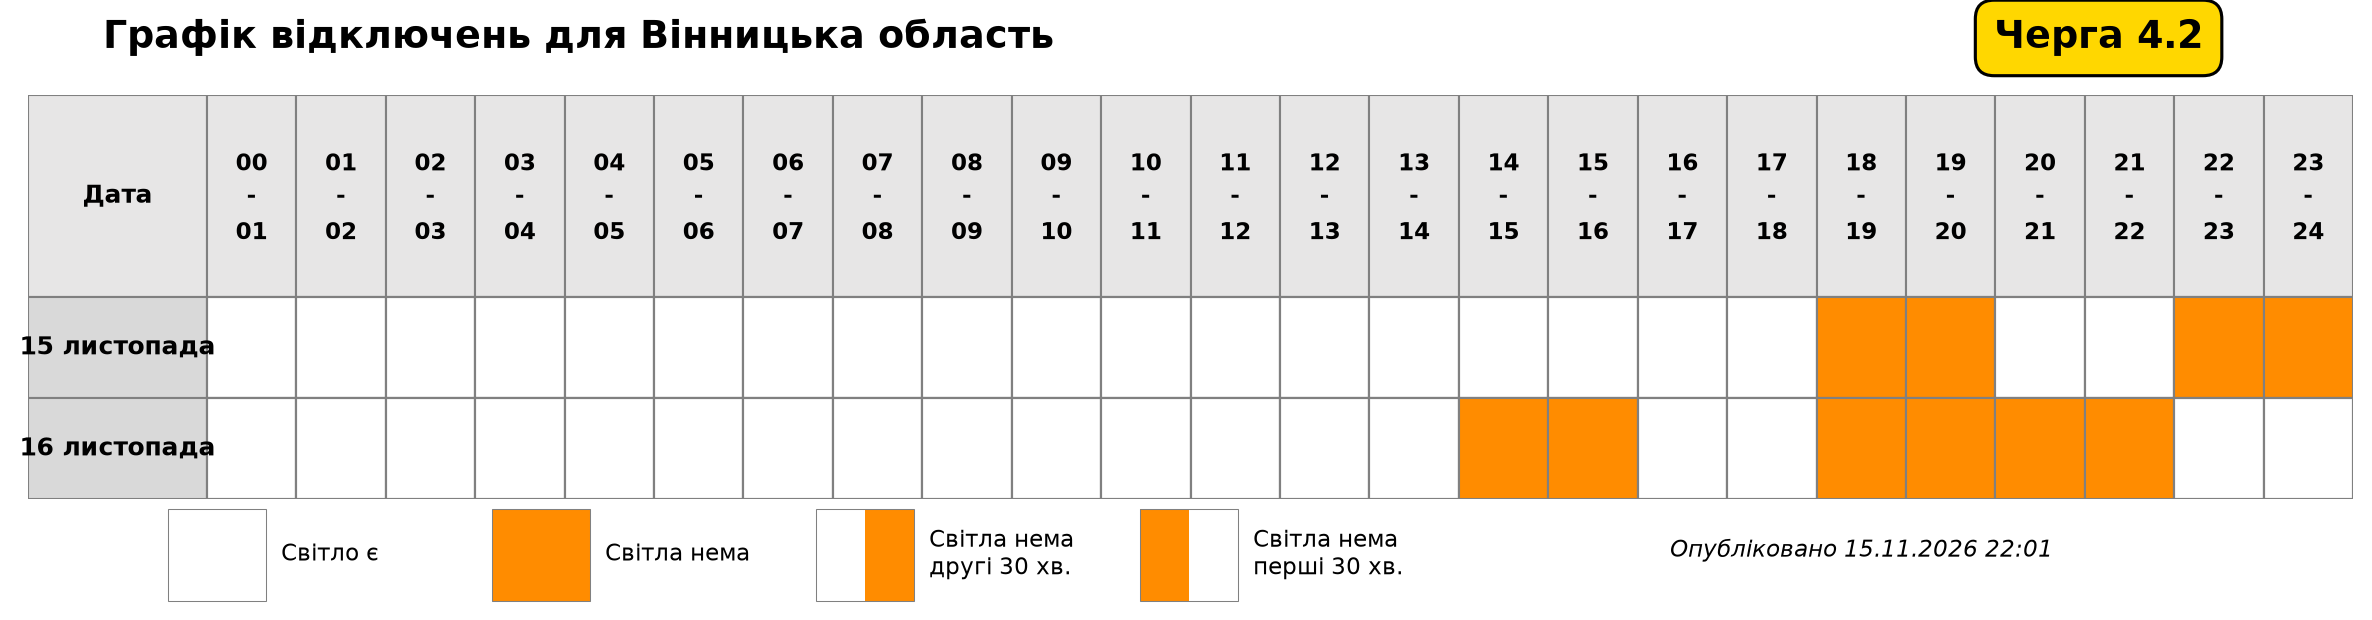 Графік відключень для Вінницька область
Черга 4.2
Дата
00 - 01
01 - 02
02 - 03
03 - 04
04 - 05
05 - 06
06 - 07
07 - 08
08 - 09
09 - 10
10 - 11
11 - 12
12 - 13
13 - 14
14 - 15
15 - 16
16 - 17
17 - 18
18 - 19
19 - 20
20 - 21
21 - 22
22 - 23
23 - 24
15 листопада
16 листопада
Світло є
Світла нема
Світла нема
другі 30 хв.
Світла нема
перші 30 хв.
Опубліковано 15.11.2026 22:01